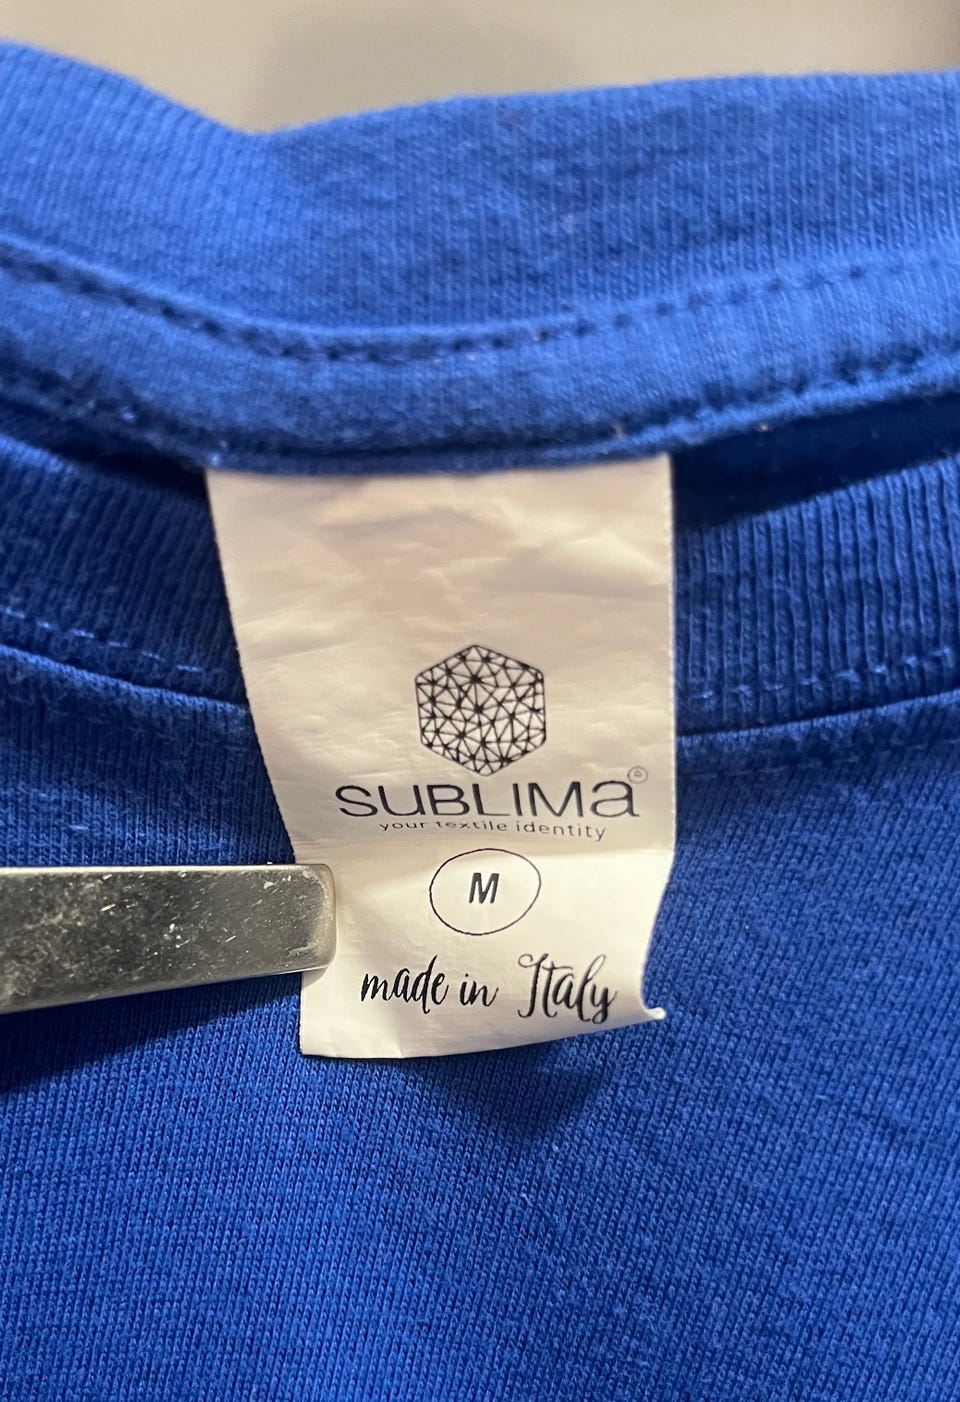 SUBLIMa®
your textile identity
M
made in Italy